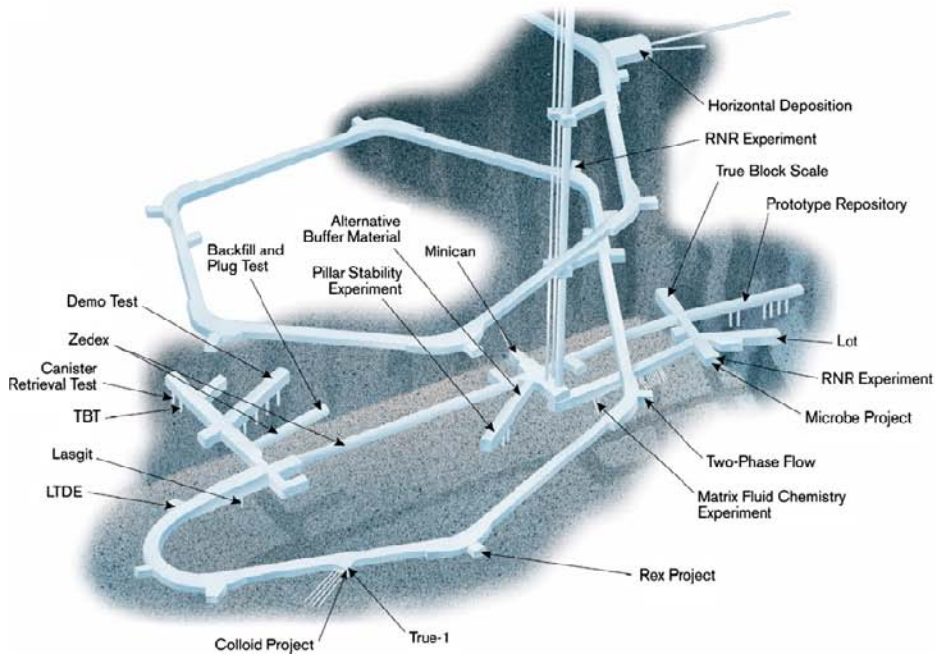 Horizontal Deposition
RNR Experiment
True Block Scale
Prototype Repository
Alternative
Buffer Material
Minican
Backfill and
Plug Test
Pillar Stability
Experiment
Demo Test
Zedex
Canister
Retrieval Test
TBT
Lasgit
LTDE
Lot
RNR Experiment
Microbe Project
Two-Phase Flow
Matrix Fluid Chemistry
Experiment
Rex Project
True-1
Colloid Project